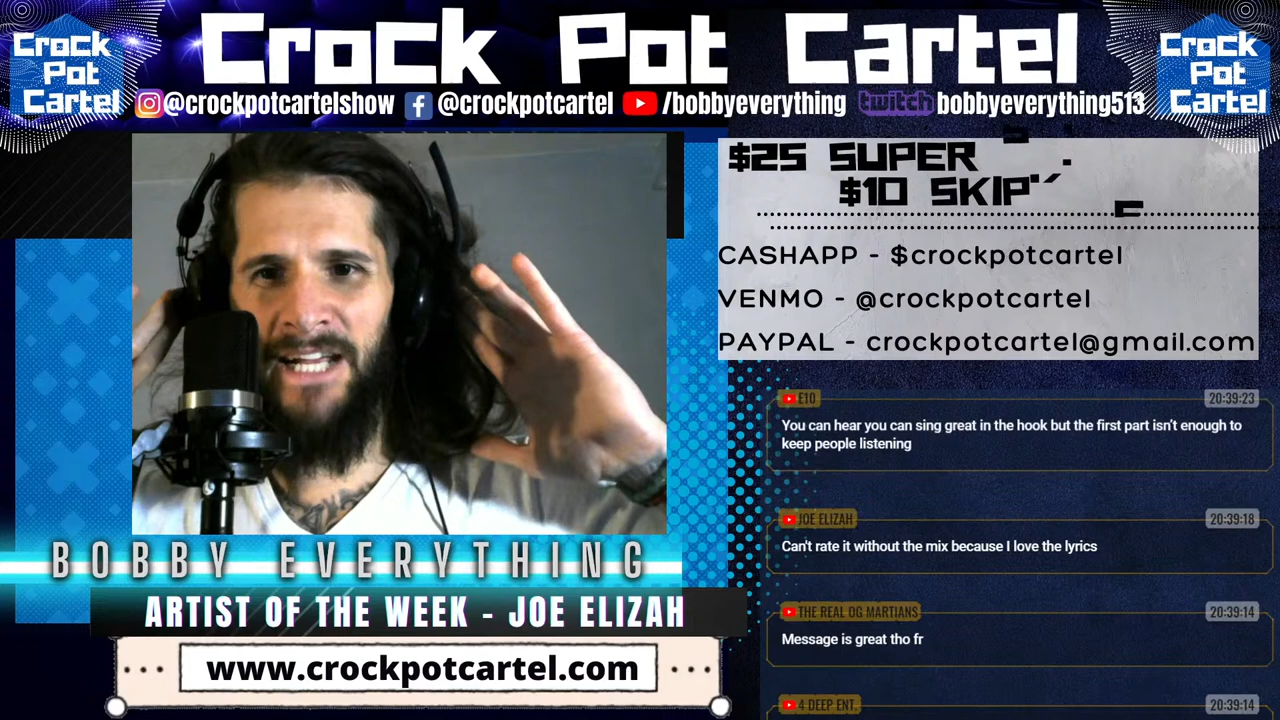 Crock Pot Cartel
Crock
Pot
Cartel
Crock
Pot
Cartel
@crockpotcartelshow @crockpotcartel /bobbyeverything twitch bobbyeverything513
$25 SUPER
$10 SKIP
CASHAPP - $crockpotcartel
VENMO - @crockpotcartel
PAYPAL - crockpotcartel@gmail.com
E10 20:39:23
You can hear you can sing great in the hook but the first part isn't enough to
keep people listening
JOE ELIZAH 20:39:18
Can't rate it without the mix because I love the lyrics
THE REAL OG MARTIANS 20:39:14
Message is great tho fr
4 DEEP ENT. 20:39:14
BOBBY EVERYTHING
ARTIST OF THE WEEK - JOE ELIZAH
www.crockpotcartel.com